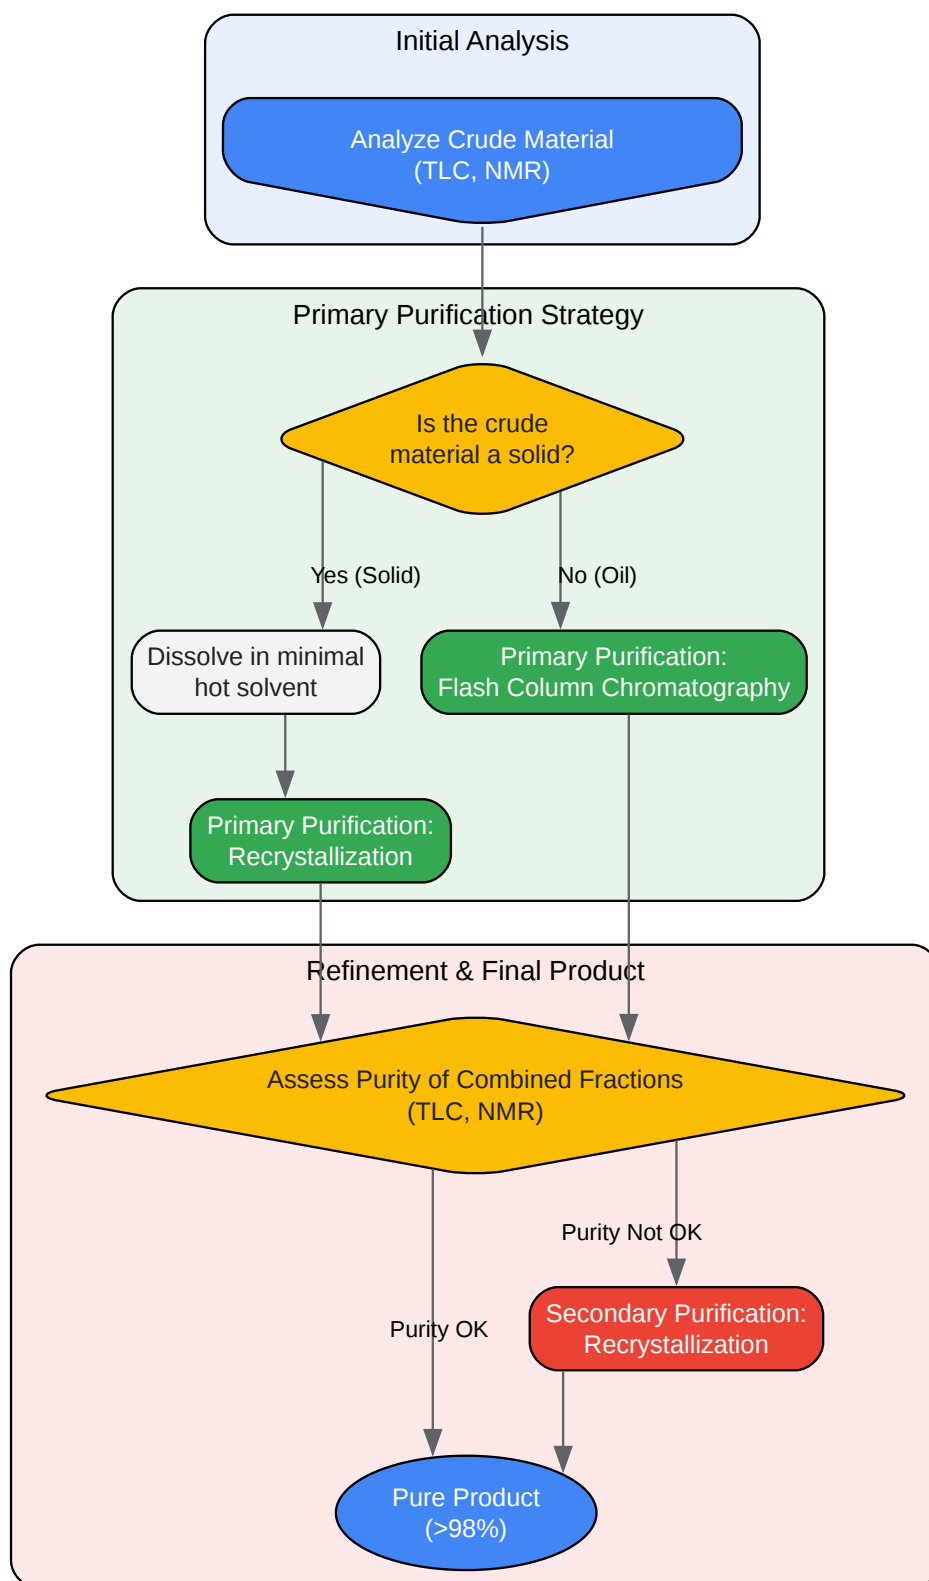 Initial Analysis
Analyze Crude Material
(TLC, NMR)
Primary Purification Strategy
Is the crude
material a solid?
Yes (Solid)
No (Oil)
Dissolve in minimal
hot solvent
Primary Purification:
Flash Column Chromatography
Primary Purification:
Recrystallization
Refinement & Final Product
Assess Purity of Combined Fractions
(TLC, NMR)
Purity Not OK
Secondary Purification:
Recrystallization
Purity OK
Pure Product
(>98%)